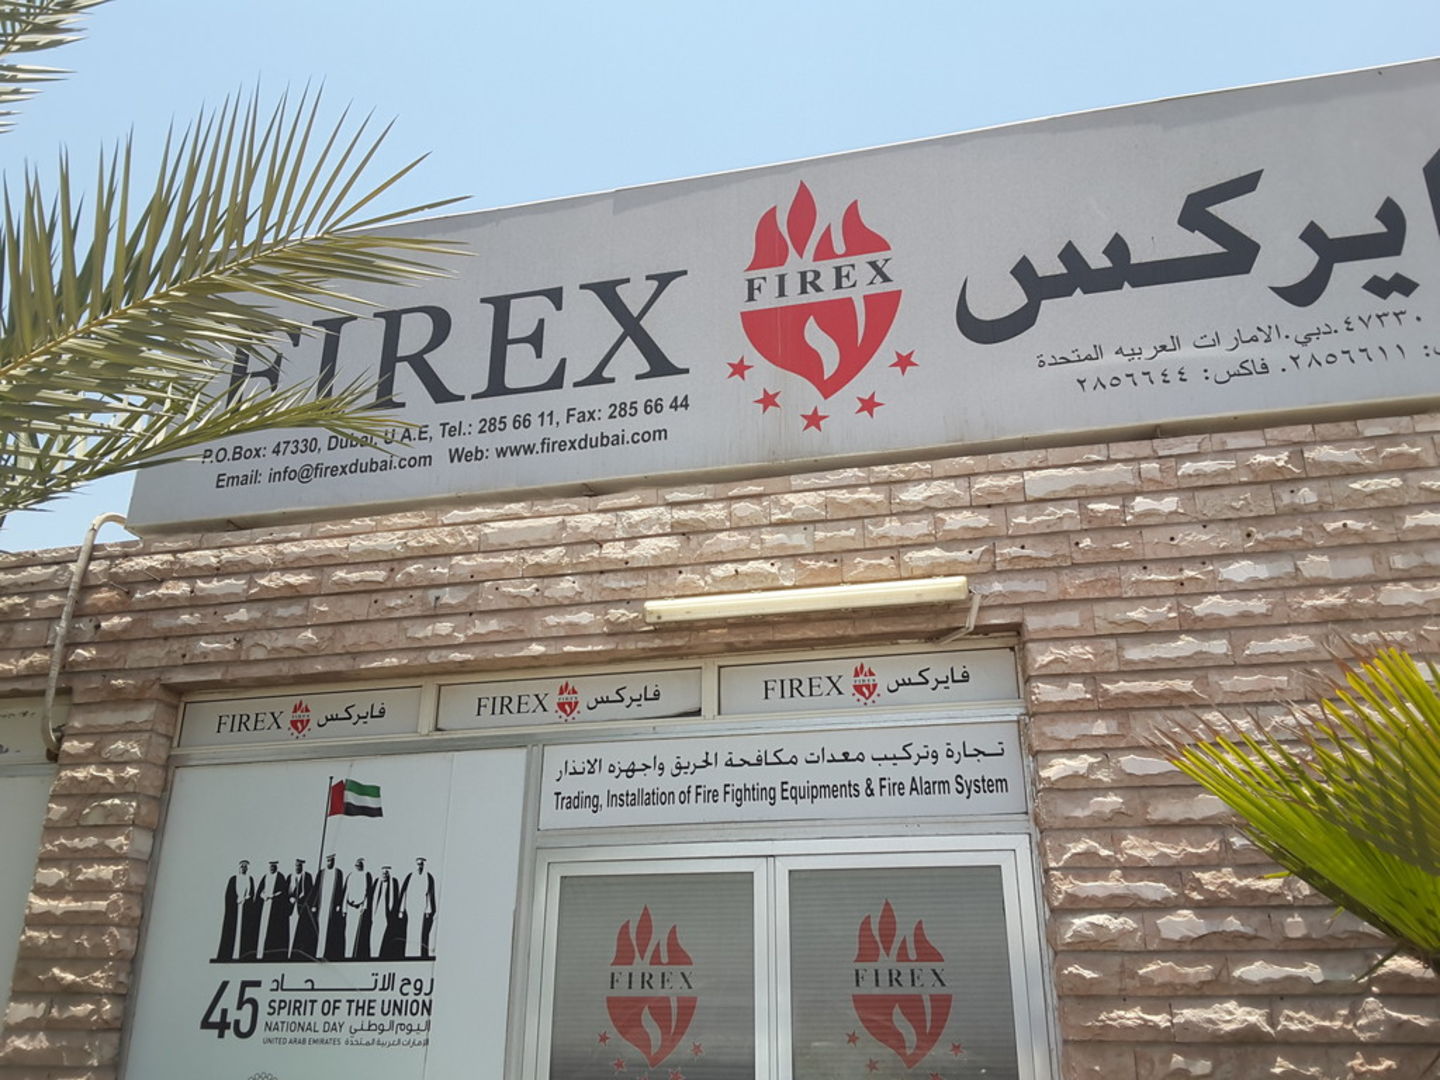 FIREX
FIREX
فايركس
P.O.Box: 47330, Dubai, U.A.E, Tel.: 285 66 11, Fax: 285 66 44
Email: info@firexdubai.com Web: www.firexdubai.com
٤٧٣٣٠.دبي.الامارات العربيه المتحدة
٢٨٥٦٦١١. فاكس: ٢٨٥٦٦٤٤
FIREX FIREX فايركس
FIREX FIREX فايركس
FIREX FIREX فايركس
تجارة وتركيب معدات مكافحة الحريق واجهزه الانذار
Trading, Installation of Fire Fighting Equipments & Fire Alarm System
45 روح الاتحاد
SPIRIT OF THE UNION
NATIONAL DAY اليوم الوطني
UNITED ARAB EMIRATES الإمارات العربية المتحدة
FIREX
FIREX